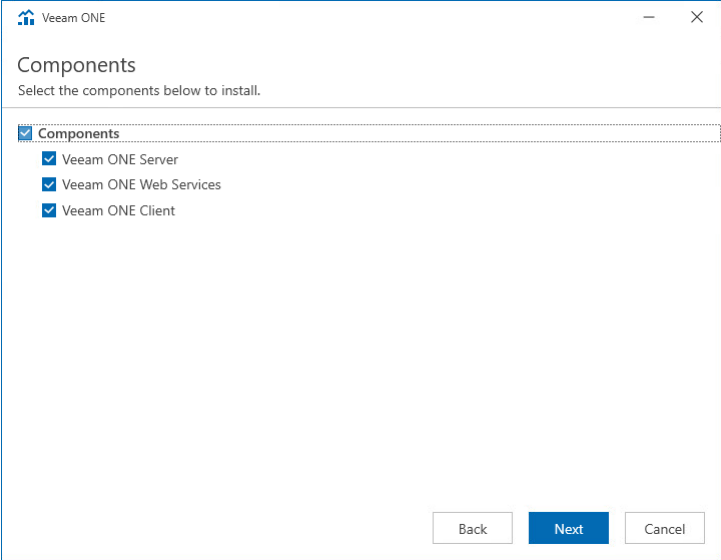 Veeam ONE
Components
Select the components below to install.
Components
Veeam ONE Server
Veeam ONE Web Services
Veeam ONE Client
Back Next Cancel